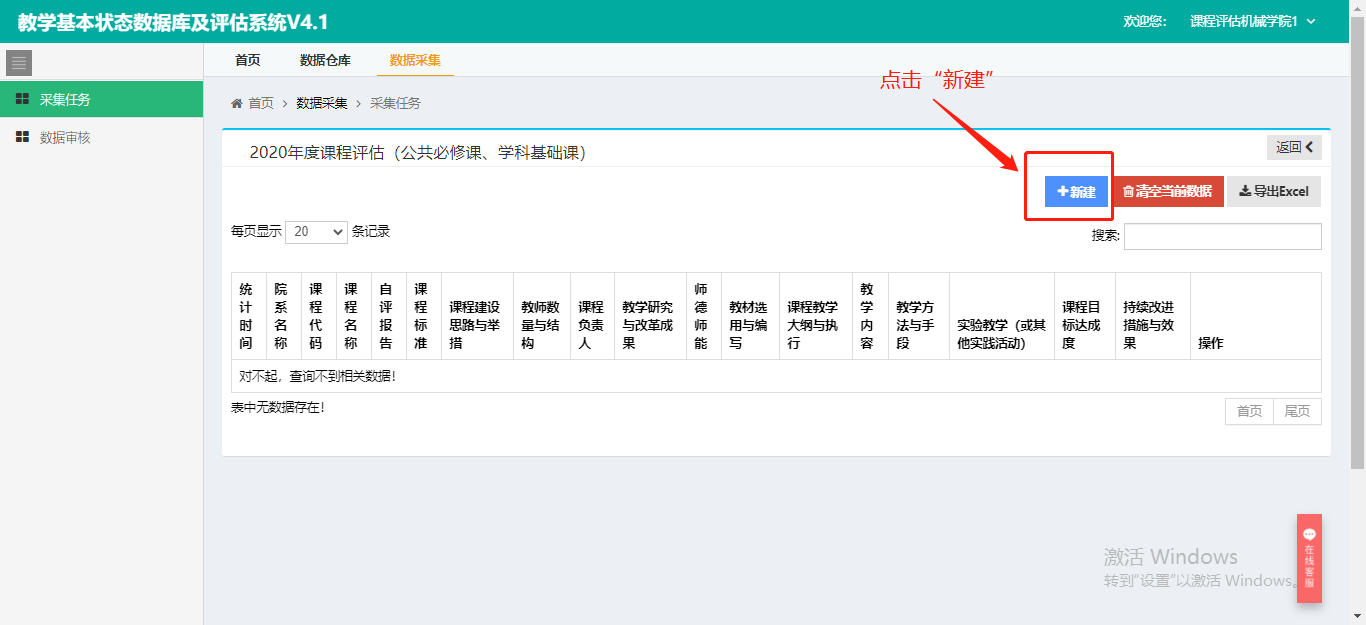 教学基本状态数据库及评估系统V4.1
欢迎您: 课程评估机械学院1
首页 数据仓库 数据采集
点击“新建”
采集任务
数据审核
首页 > 数据采集 > 采集任务
2020年度课程评估（公共必修课、学科基础课）
返回
新建 清空当前数据 导出Excel
每页显示 20 条记录
搜索:
统计时间 院系名称 课程代码 课程名称 自评报告 课程标准 课程建设思路与举措 教师数量与结构 课程负责人 教学研究与改革成果 师德师能 教材选用与编写 课程教学大纲与执行 教学内容 教学方法与手段 实验教学（或其他实践活动） 课程目标达成度 持续改进措施与效果 操作
对不起，查询不到相关数据!
表中无数据存在!
首页 尾页
激活 Windows
转到“设置”以激活 Windows。
在线客服